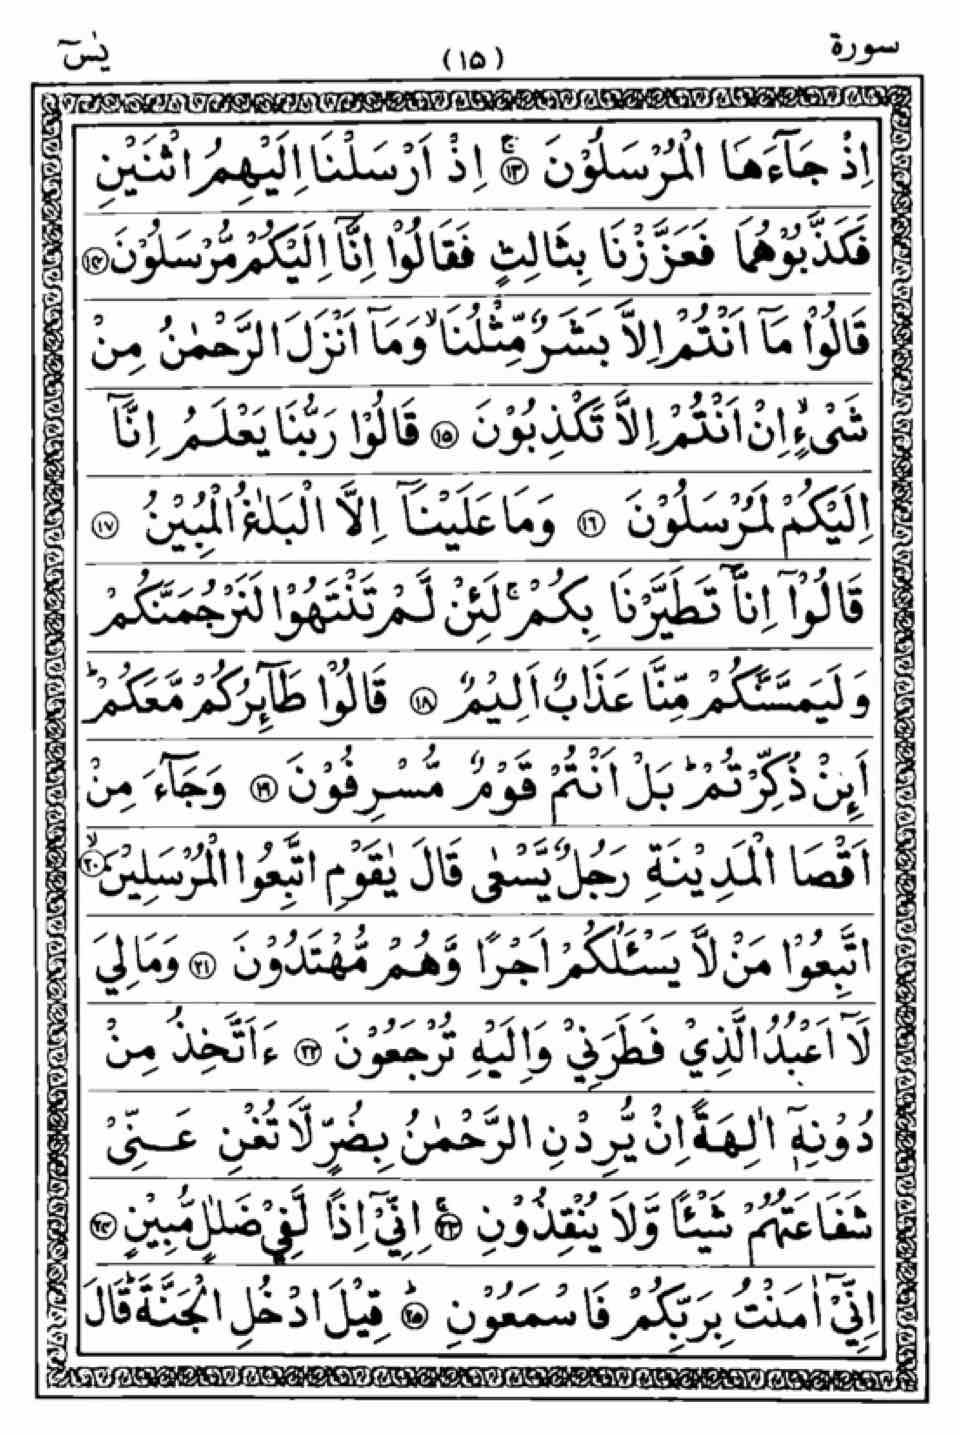 سورة (١٥) يٰسٓ
اِذْ جَآءَهَا الْمُرْسَلُوْنَ ۚ ﴿١٣﴾ اِذْ اَرْسَلْنَا اِلَيْهِمُ اثْنَيْنِ
فَكَذَّبُوْهُمَا فَعَزَّزْنَا بِثَالِثٍ فَقَالُوْٓا اِنَّآ اِلَيْكُمْ مُّرْسَلُوْنَ ﴿١٤﴾
قَالُوْا مَآ اَنْتُمْ اِلَّا بَشَرٌ مِّثْلُنَا ۙ وَمَآ اَنْزَلَ الرَّحْمٰنُ مِنْ
شَيْءٍ ۙ اِنْ اَنْتُمْ اِلَّا تَكْذِبُوْنَ ﴿١٥﴾ قَالُوْا رَبُّنَا يَعْلَمُ اِنَّآ
اِلَيْكُمْ لَمُرْسَلُوْنَ ﴿١٦﴾ وَمَا عَلَيْنَآ اِلَّا الْبَلٰغُ الْمُبِيْنُ ﴿١٧﴾
قَالُوْٓا اِنَّا تَطَيَّرْنَا بِكُمْ ۚ لَئِنْ لَّمْ تَنْتَهُوْا لَنَرْجُمَنَّكُمْ
وَلَيَمَسَّنَّكُمْ مِّنَّا عَذَابٌ اَلِيْمٌ ﴿١٨﴾ قَالُوْا طَآئِرُكُمْ مَّعَكُمْ ؕ
اَئِنْ ذُكِّرْتُمْ ؕ بَلْ اَنْتُمْ قَوْمٌ مُّسْرِفُوْنَ ﴿١٩﴾ وَجَآءَ مِنْ
اَقْصَا الْمَدِيْنَةِ رَجُلٌ يَّسْعٰى قَالَ يٰقَوْمِ اتَّبِعُوا الْمُرْسَلِيْنَ ۙ ﴿٢٠﴾
اتَّبِعُوْا مَنْ لَّا يَسْـَٔلُكُمْ اَجْرًا وَّهُمْ مُّهْتَدُوْنَ ﴿٢١﴾ وَمَا لِيَ
لَآ اَعْبُدُ الَّذِيْ فَطَرَنِيْ وَاِلَيْهِ تُرْجَعُوْنَ ﴿٢٢﴾ ءَاَتَّخِذُ مِنْ
دُوْنِهٖٓ اٰلِهَةً اِنْ يُّرِدْنِ الرَّحْمٰنُ بِضُرٍّ لَّا تُغْنِ عَنِّيْ
شَفَاعَتُهُمْ شَيْـًٔا وَّلَا يُنْقِذُوْنِ ۚ ﴿٢٣﴾ اِنِّيْٓ اِذًا لَّفِيْ ضَلٰلٍ مُّبِيْنٍ ﴿٢٤﴾
اِنِّيْٓ اٰمَنْتُ بِرَبِّكُمْ فَاسْمَعُوْنِ ؕ ﴿٢٥﴾ قِيْلَ ادْخُلِ الْجَنَّةَ ؕ قَالَ